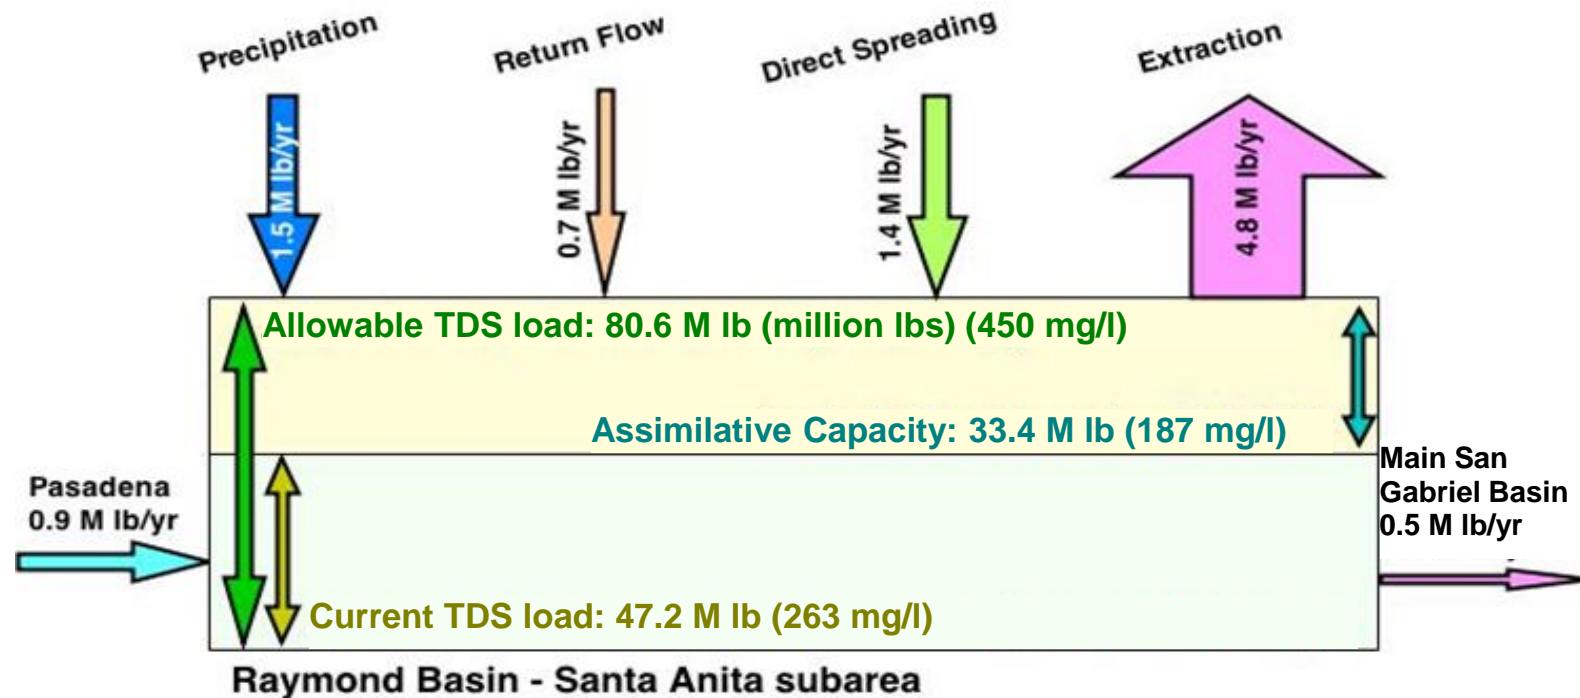 Precipitation
Return Flow
Direct Spreading
Extraction
1.5 M lb/yr
0.7 M lb/yr
1.4 M lb/yr
4.8 M lb/yr
Allowable TDS load: 80.6 M lb (million lbs) (450 mg/l)
Assimilative Capacity: 33.4 M lb (187 mg/l)
Pasadena
0.9 M lb/yr
Main San
Gabriel Basin
0.5 M lb/yr
Current TDS load: 47.2 M lb (263 mg/l)
Raymond Basin - Santa Anita subarea